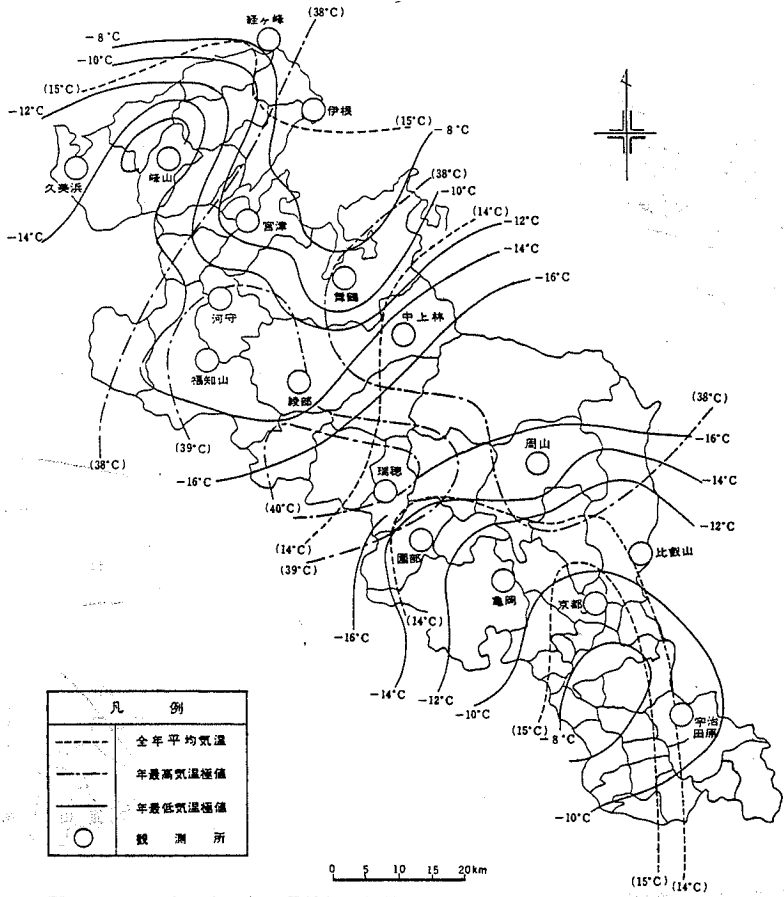 経ヶ峰
(38°C)
−8°C
−10°C
(15°C)
−12°C
伊根
(15°C)
−8°C
久美浜
峰山
(38°C)
−10°C
(14°C)
−12°C
宮津
−14°C
−14°C
−16°C
舞鶴
河守
中上林
福知山
綾部
(38°C)
(39°C)
(38°C)
周山
−16°C
−16°C
瑞穂
−14°C
(40°C)
−12°C
(14°C)
園部
比叡山
(39°C)
亀岡
京都
−16°C
(14°C)
−14°C
−12°C
−10°C
(15°C)
−8°C
宇治
田原
−10°C
(15°C)
(14°C)
凡例
全年平均気温
年最高気温極値
年最低気温極値
観測所
0 5 10 15 20km